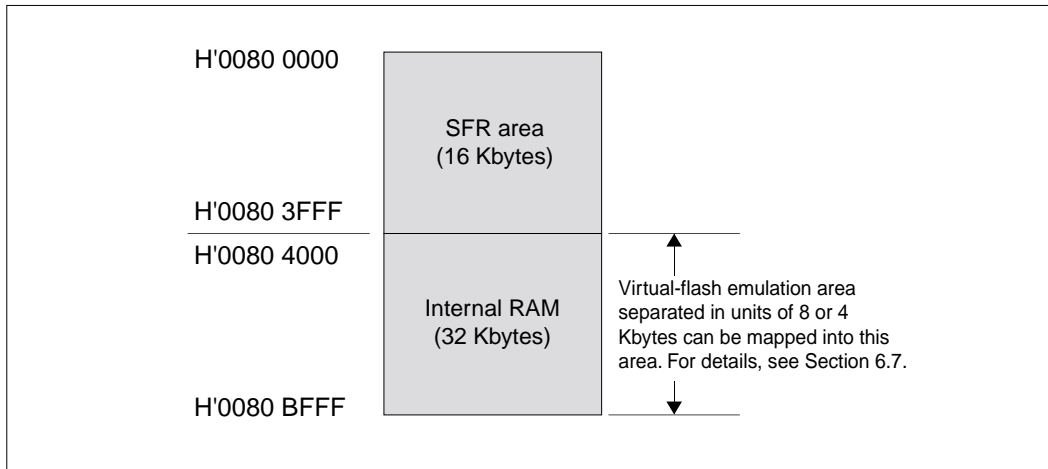 H'0080 0000
SFR area
(16 Kbytes)
H'0080 3FFF
H'0080 4000
Internal RAM
(32 Kbytes)
Virtual-flash emulation area
separated in units of 8 or 4
Kbytes can be mapped into this
area. For details, see Section 6.7.
H'0080 BFFF